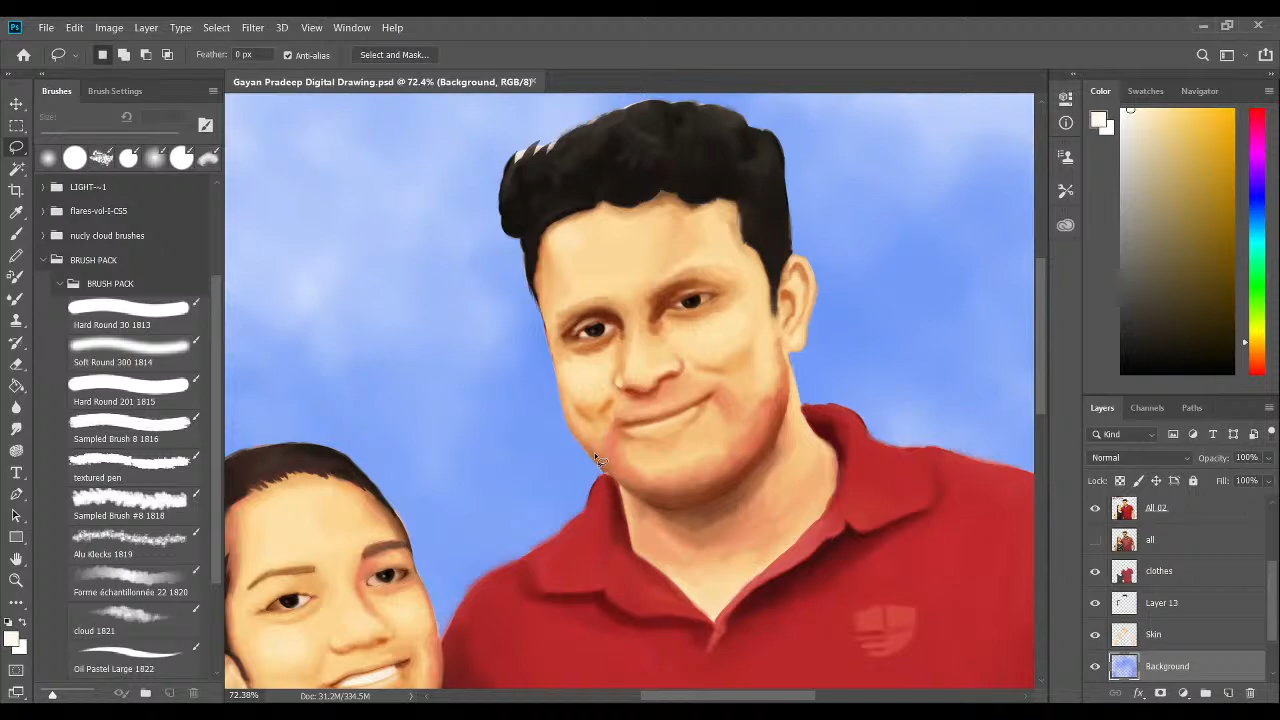 Ps File Edit Image Layer Type Select Filter 3D View Window Help
Feather: 0 px Anti-alias Select and Mask...
Brushes Brush Settings
Gayan Pradeep Digital Drawing.psd @ 72.4% (Background, RGB/8)
Color Swatches Navigator
Size:
LIGHT-~1
flares-vol-I-CS5
nucly cloud brushes
BRUSH PACK
BRUSH PACK
Hard Round 30 1813
Soft Round 300 1814
Hard Round 201 1815
Sampled Brush 8 1816
textured pen
Sampled Brush #8 1818
Alu Klecks 1819
Forme échantillonnée 22 1820
cloud 1821
Oil Pastel Large 1822
Layers Channels Paths
Kind
Normal Opacity: 100%
Lock: Fill: 100%
All 02
all
clothes
Layer 13
Skin
Background
72.38% Doc: 31.2M/334.5M